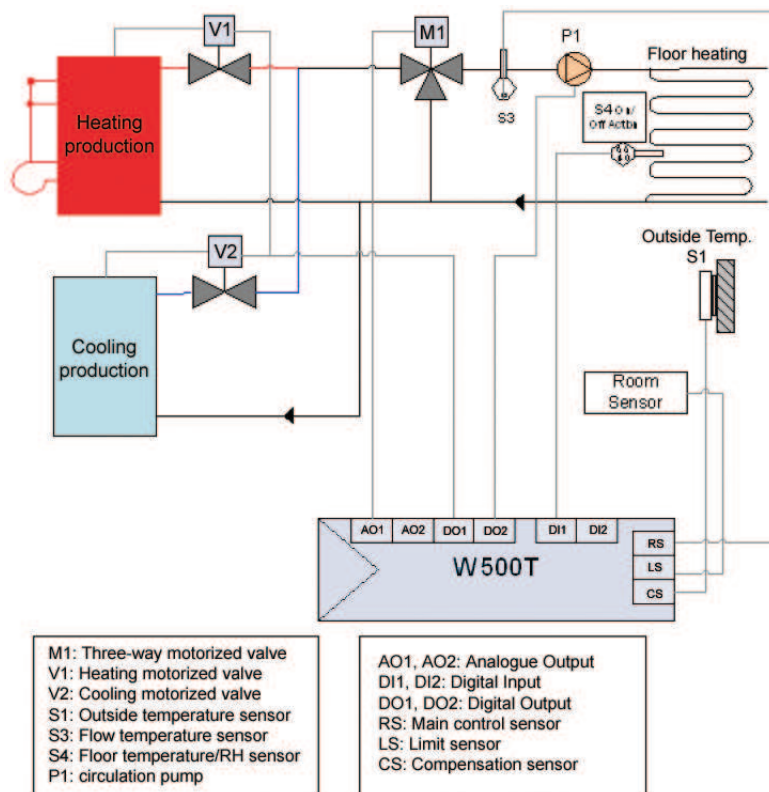 V1
M1
P1
Floor heating
Heating
production
S3
S4 On/
Off Action
V2
Outside Temp.
S1
Cooling
production
Room
Sensor
AO1 AO2 DO1 DO2 DI1 DI2
RS
W500T
LS
CS
M1: Three-way motorized valve
V1: Heating motorized valve
V2: Cooling motorized valve
S1: Outside temperature sensor
S3: Flow temperature sensor
S4: Floor temperature/RH sensor
P1: circulation pump
AO1, AO2: Analogue Output
DI1, DI2: Digital Input
DO1, DO2: Digital Output
RS: Main control sensor
LS: Limit sensor
CS: Compensation sensor